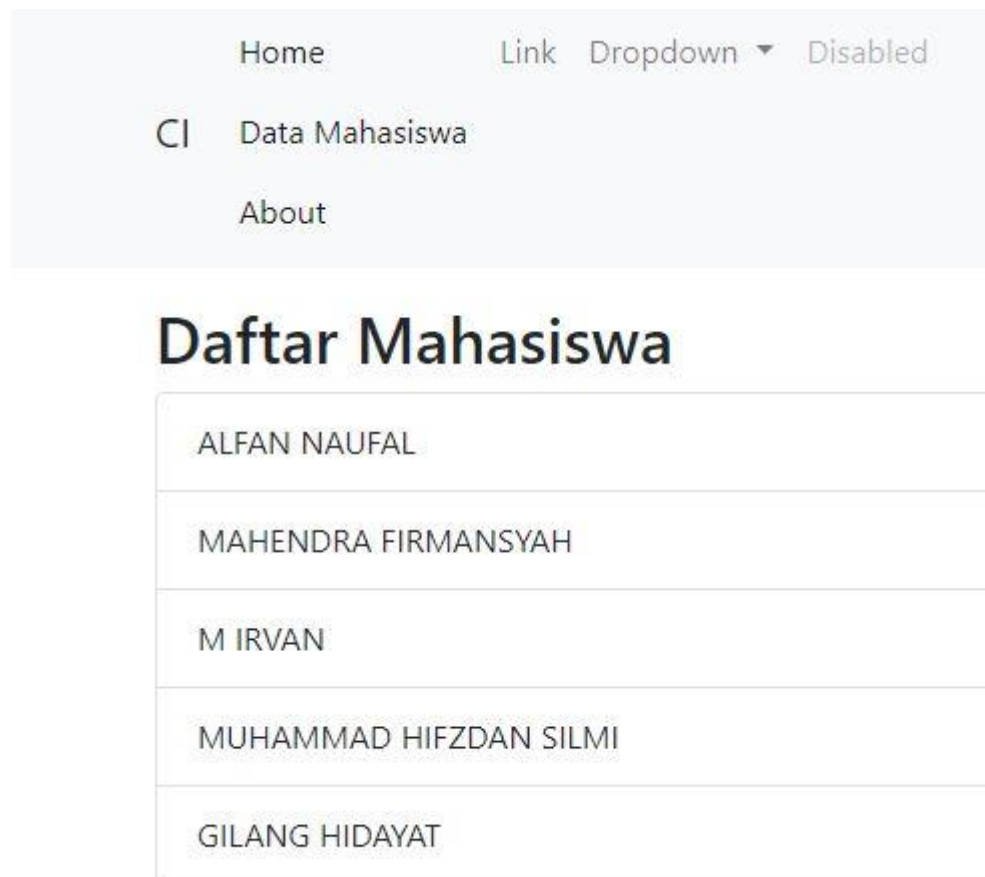 Home Link Dropdown Disabled
CI Data Mahasiswa
About
Daftar Mahasiswa
ALFAN NAUFAL
MAHENDRA FIRMANSYAH
M IRVAN
MUHAMMAD HIFZDAN SILMI
GILANG HIDAYAT